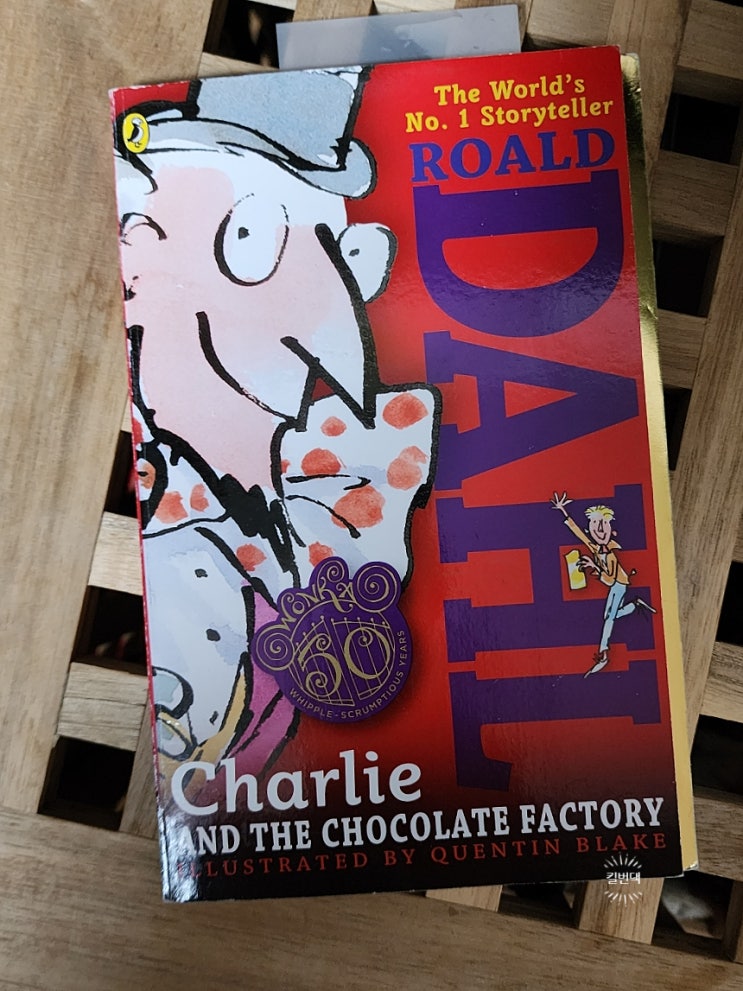 The World's
No. 1 Storyteller
ROALD
DAHL
WONKA
50
WHIPPLE-SCRUMPTIOUS YEARS
Charlie
AND THE CHOCOLATE FACTORY
ILLUSTRATED BY QUENTIN BLAKE
킬번댁